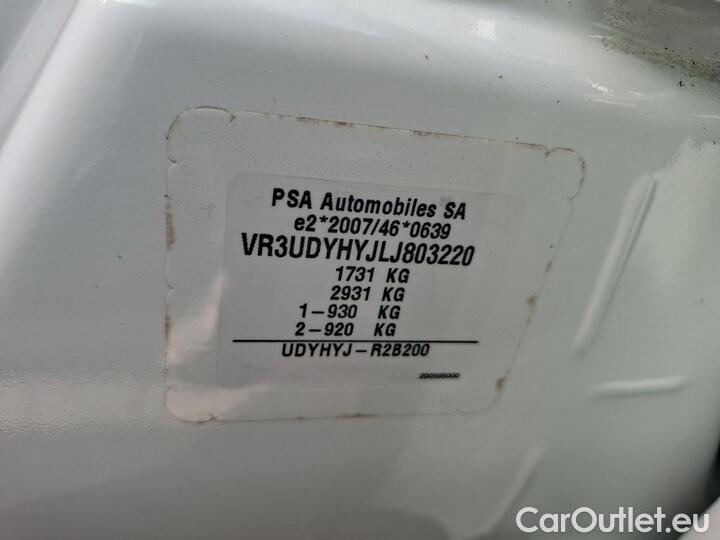 PSA Automobiles SA
e2*2007/46*0639
VR3UDYHYJLJ803220
1731 KG
2931 KG
1-930 KG
2-920 KG
UDYHYJ-R2B200
200595000
CarOutlet.eu